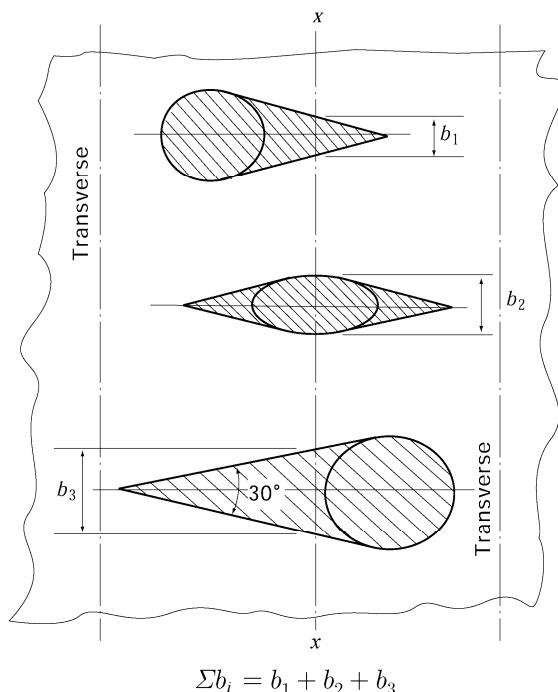 x
Transverse
b₁
b₂
b₃
30°
Transverse
x
Σbᵢ = b₁ + b₂ + b₃